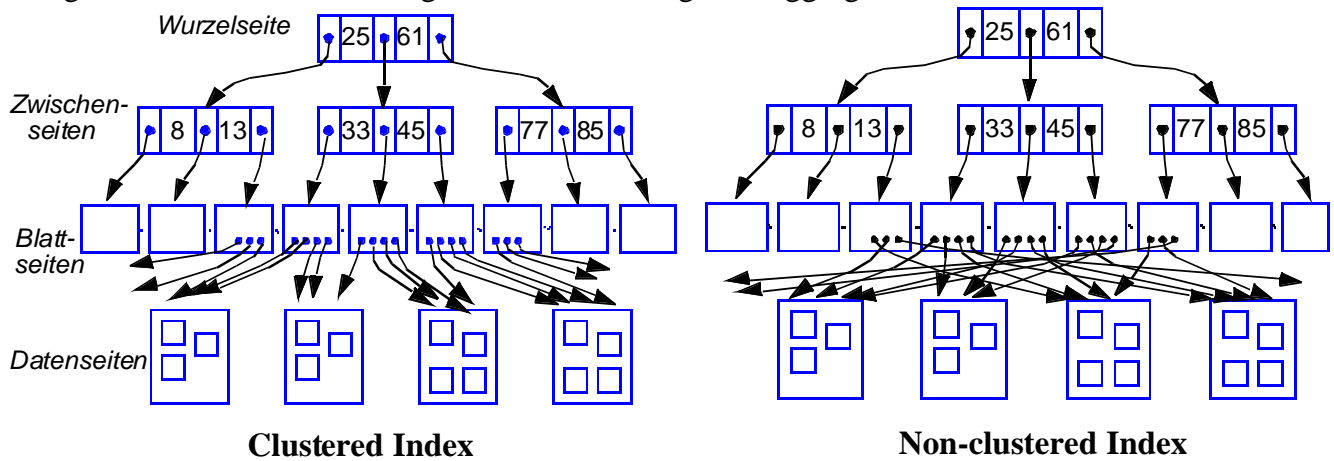 Wurzelseite 25 61 25 61
Zwischen-
seiten 8 13 33 45 77 85 8 13 33 45 77 85
Blatt-
seiten
Datenseiten
Clustered Index Non-clustered Index